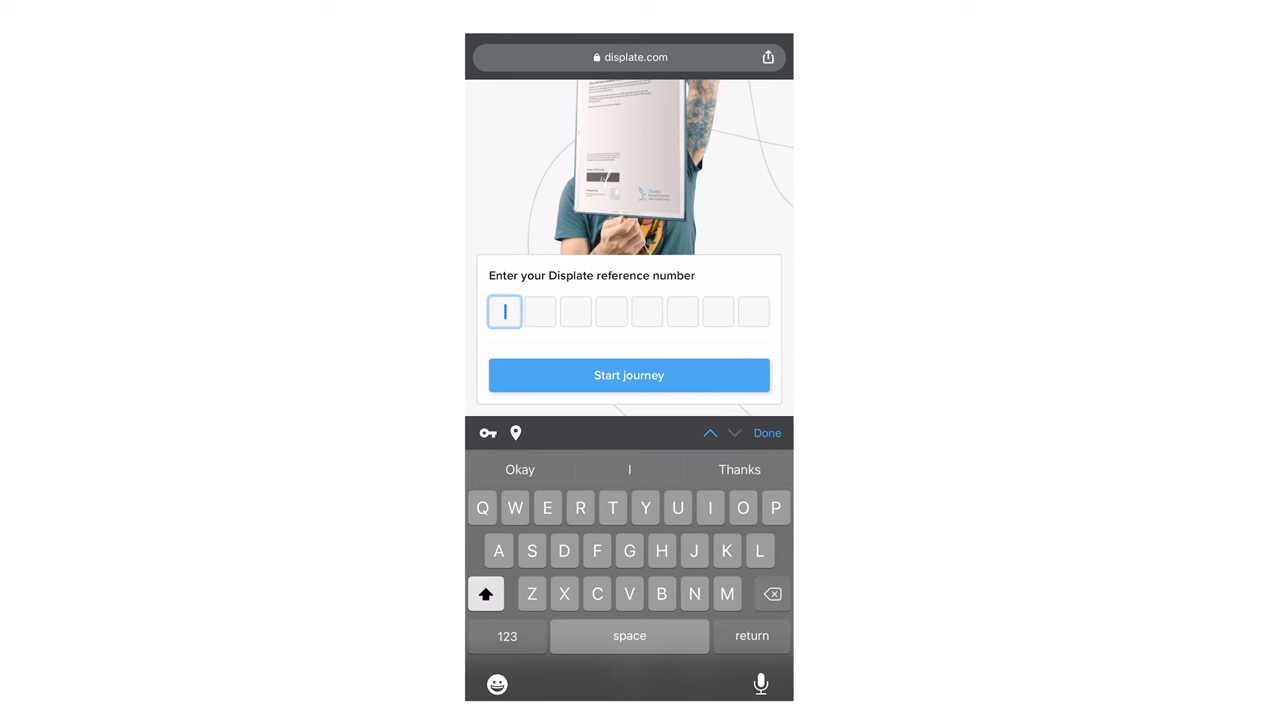 displate.com
Enter your Displate reference number
Start journey
Done
Okay I Thanks
Q W E R T Y U I O P
A S D F G H J K L
Z X C V B N M
123 space return